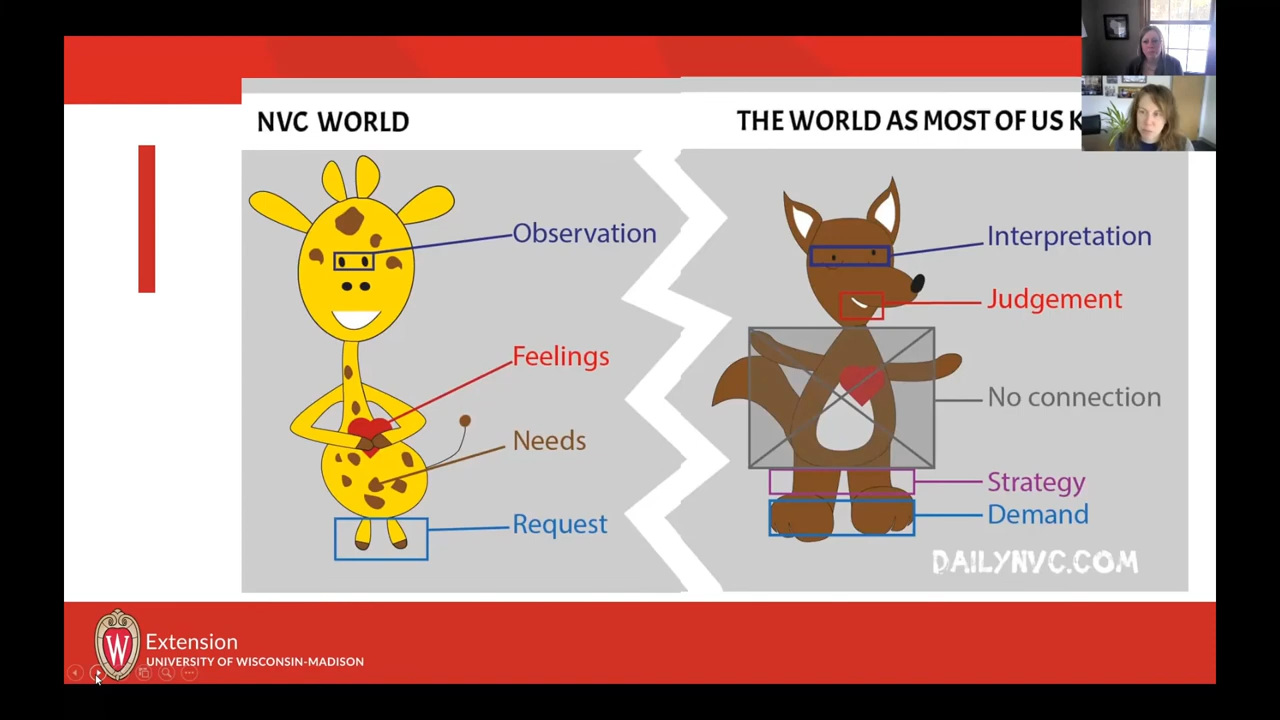 NVC WORLD
THE WORLD AS MOST OF US
Observation
Feelings
Needs
Request
Interpretation
Judgement
No connection
Strategy
Demand
DAILYNVC.COM
W
Extension
UNIVERSITY OF WISCONSIN-MADISON